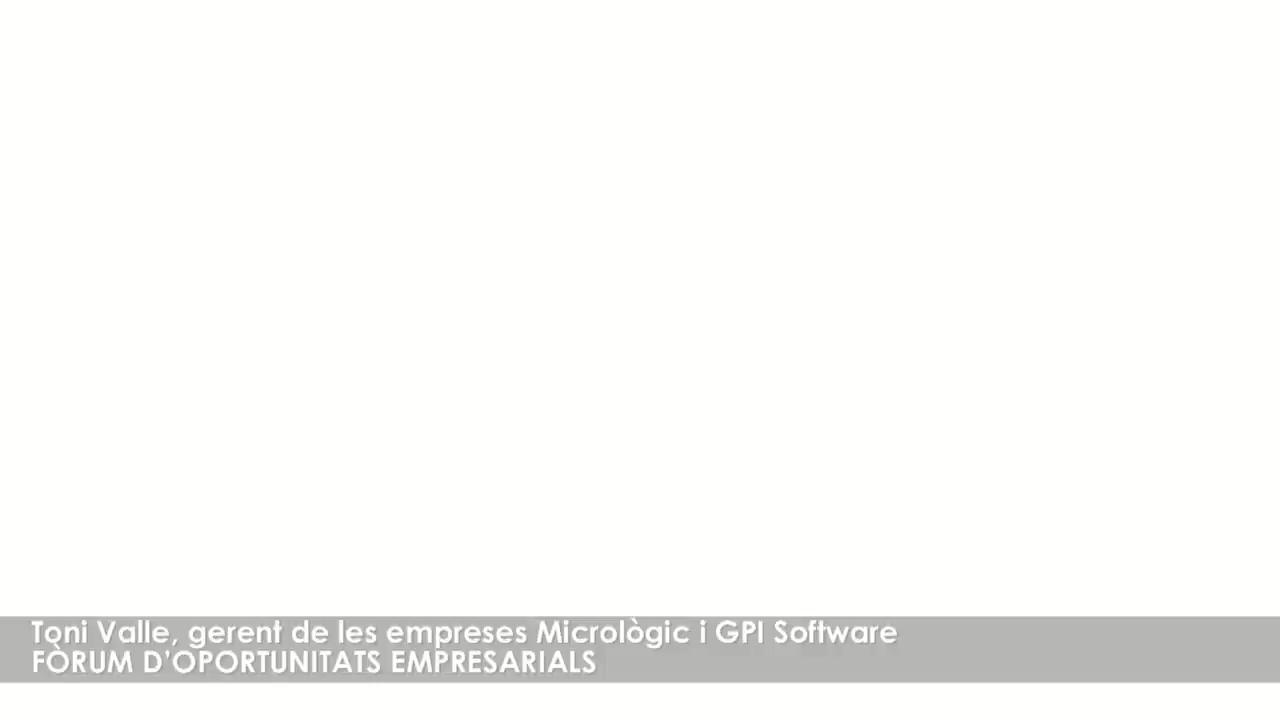 Toni Valle, gerent de les empreses Micrològic i GPI Software
FÒRUM D'OPORTUNITATS EMPRESARIALS